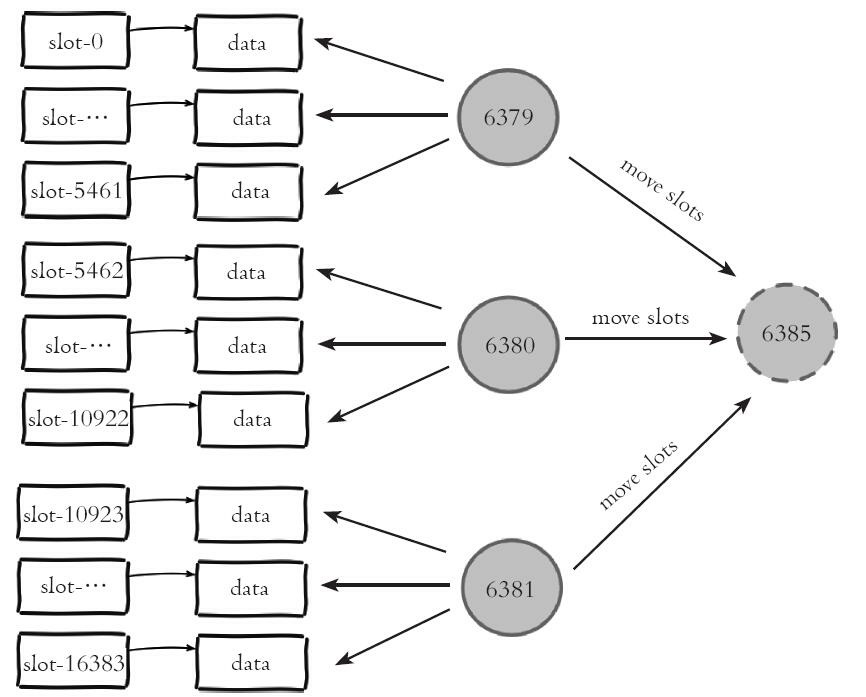 slot-0
data
slot-···
data
6379
slot-5461
data
move slots
slot-5462
data
slot-···
data
6380
move slots
6385
slot-10922
data
move slots
slot-10923
data
slot-···
data
6381
slot-16383
data